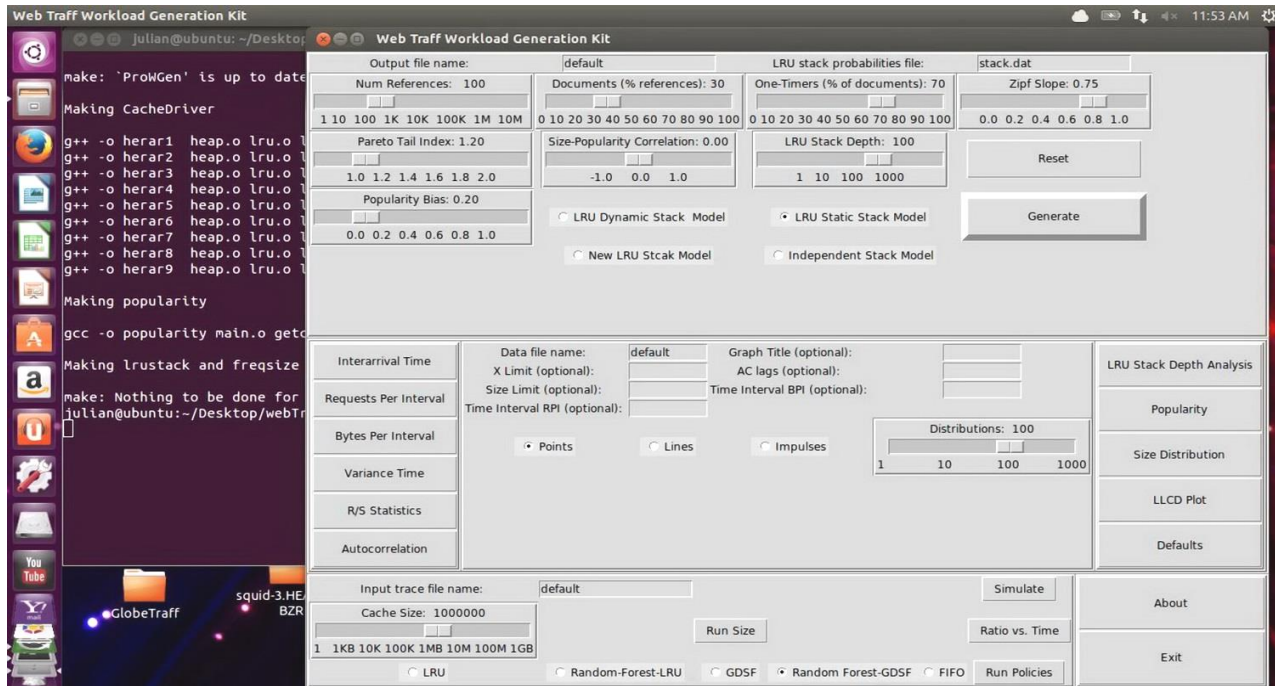 Web Traff Workload Generation Kit
11:53 AM
julian@ubuntu: ~/Desktop
make: `ProWGen' is up to date
Making CacheDriver
g++ -o herar1 heap.o lru.o l
g++ -o herar2 heap.o lru.o l
g++ -o herar3 heap.o lru.o l
g++ -o herar4 heap.o lru.o l
g++ -o herar5 heap.o lru.o l
g++ -o herar6 heap.o lru.o l
g++ -o herar7 heap.o lru.o l
g++ -o herar8 heap.o lru.o l
g++ -o herar9 heap.o lru.o l
Making popularity
gcc -o popularity main.o getc
Making lrustack and freqsize
make: Nothing to be done for
julian@ubuntu:~/Desktop/webTr
a
You
Tube
Y!
mail
GlobeTraff
squid-3.HEA
BZR
Web Traff Workload Generation Kit
Output file name: default LRU stack probabilities file: stack.dat
Num References: 100
1 10 100 1K 10K 100K 1M 10M
Documents (% references): 30
0 10 20 30 40 50 60 70 80 90 100
One-Timers (% of documents): 70
0 10 20 30 40 50 60 70 80 90 100
Zipf Slope: 0.75
0.0 0.2 0.4 0.6 0.8 1.0
Pareto Tail Index: 1.20
1.0 1.2 1.4 1.6 1.8 2.0
Size-Popularity Correlation: 0.00
-1.0 0.0 1.0
LRU Stack Depth: 100
1 10 100 1000
Reset
Popularity Bias: 0.20
0.0 0.2 0.4 0.6 0.8 1.0
LRU Dynamic Stack Model
LRU Static Stack Model
Generate
New LRU Stcak Model
Independent Stack Model
Interarrival Time
Requests Per Interval
Bytes Per Interval
Variance Time
R/S Statistics
Autocorrelation
Data file name: default Graph Title (optional):
X Limit (optional): AC lags (optional):
Size Limit (optional): Time Interval BPI (optional):
Time Interval RPI (optional):
Points Lines Impulses
Distributions: 100
1 10 100 1000
LRU Stack Depth Analysis
Popularity
Size Distribution
LLCD Plot
Defaults
Input trace file name: default
Simulate
Cache Size: 1000000
1 1KB 10K 100K 1MB 10M 100M 1GB
Run Size
Ratio vs. Time
LRU Random-Forest-LRU GDSF Random Forest-GDSF FIFO
Run Policies
About
Exit